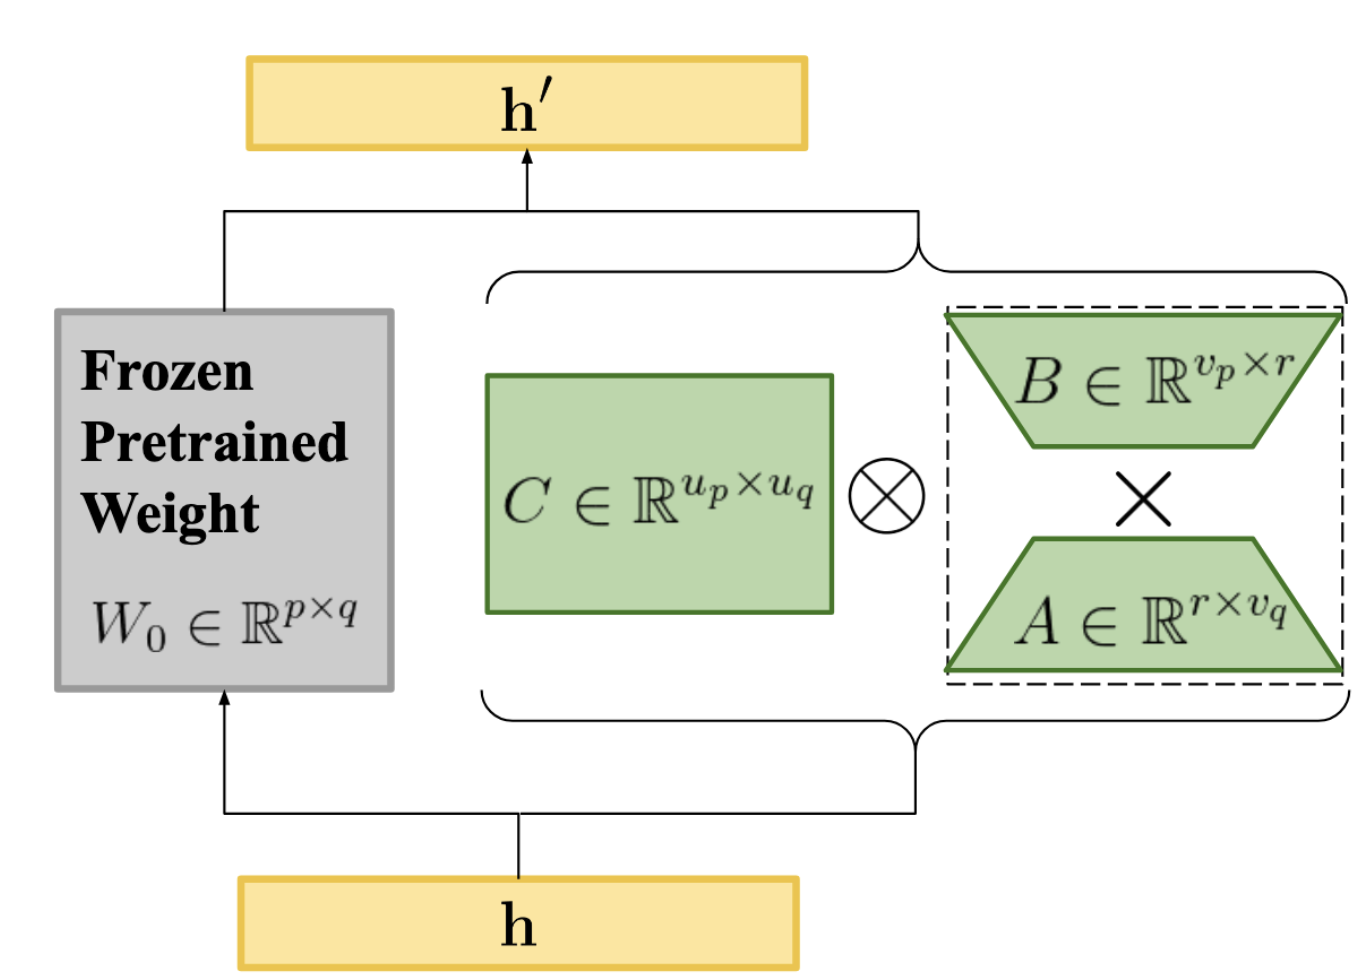 h′
Frozen
Pretrained
Weight
W₀ ∈ ℝ^{p×q}
C ∈ ℝ^{u_p×u_q}
⊗
B ∈ ℝ^{v_p×r}
×
A ∈ ℝ^{r×v_q}
h